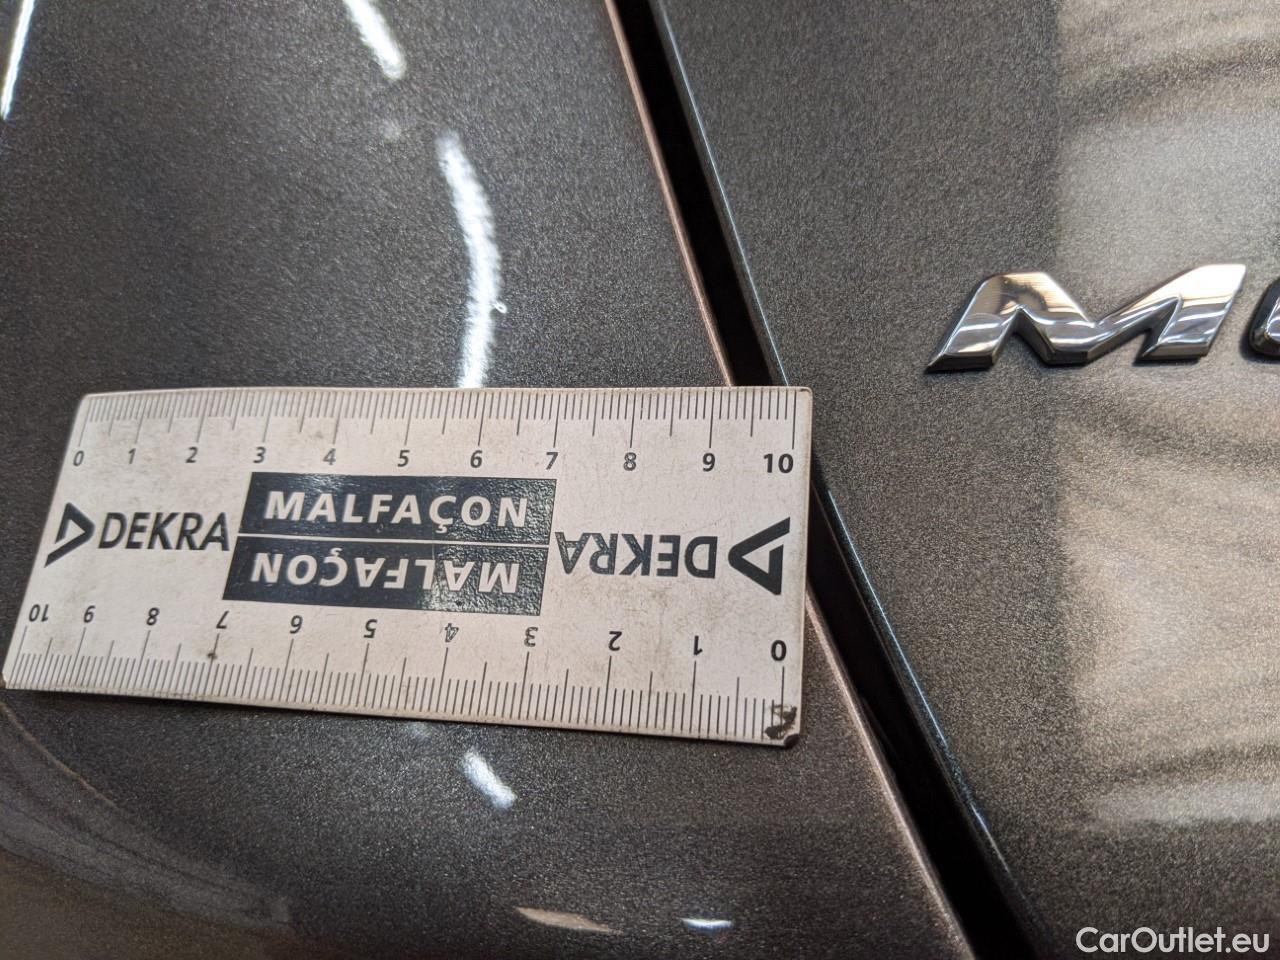 M
0 1 2 3 4 5 6 7 8 9 10
MALFAÇON
DEKRA
DEKRA
MALFAÇON
10 9 8 7 6 5 4 3 2 1 0
CarOutlet.eu